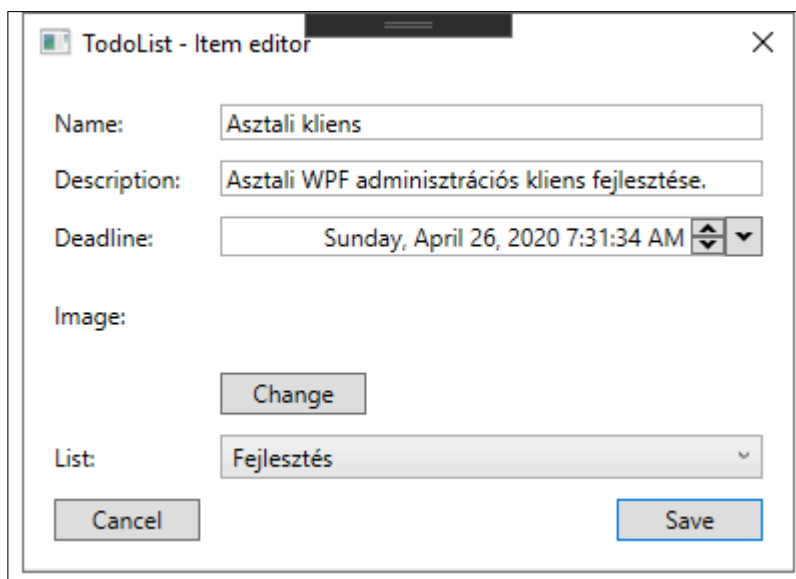 TodoList - Item editor
Name: Asztali kliens
Description: Asztali WPF adminisztrációs kliens fejlesztése.
Deadline: Sunday, April 26, 2020 7:31:34 AM
Image:
Change
List: Fejlesztés
Cancel Save